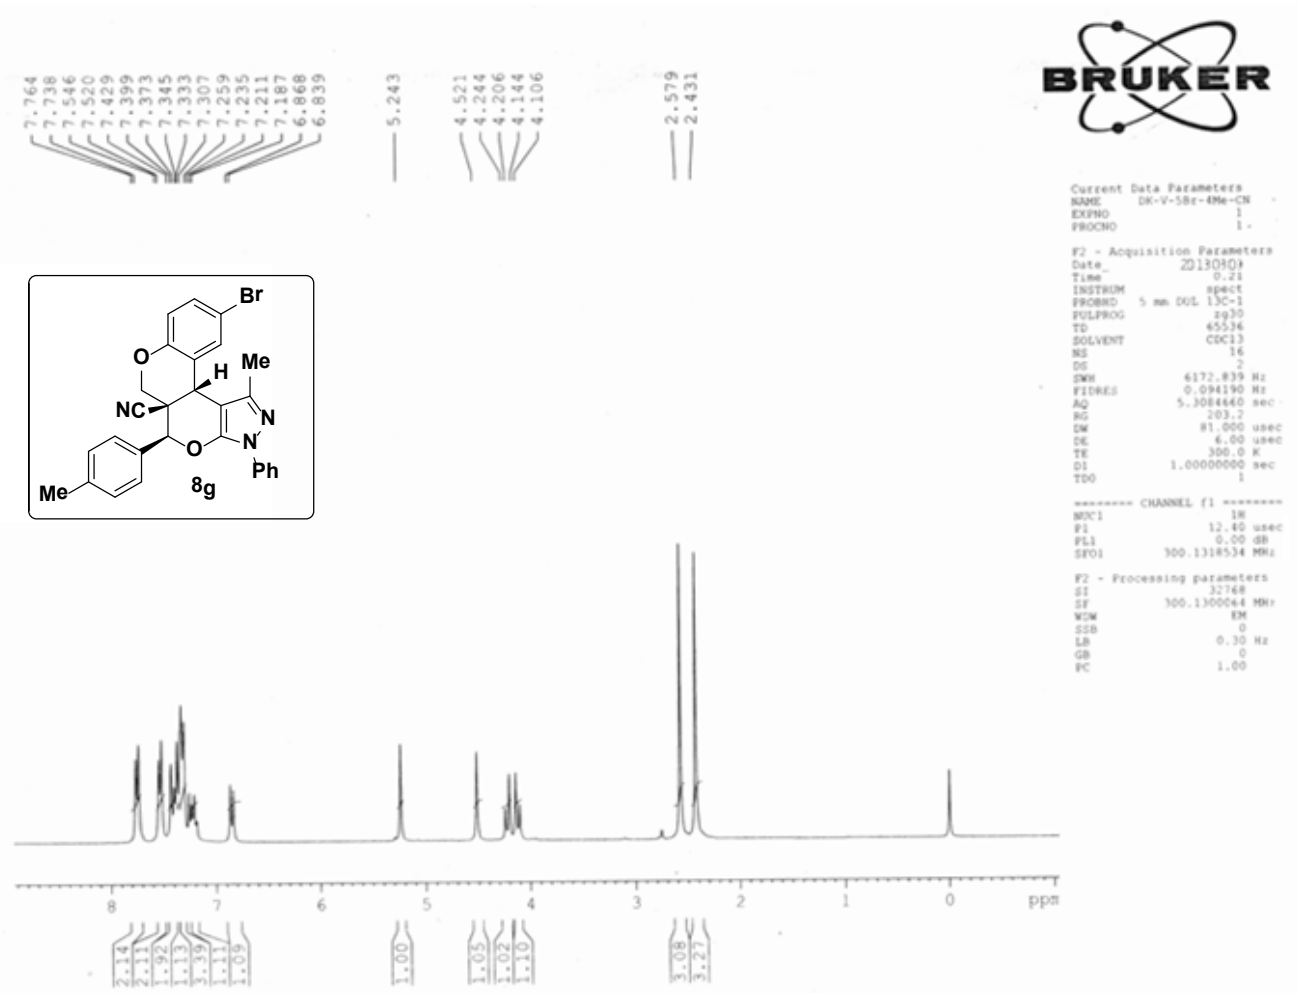 7.764
7.738
7.546
7.520
7.429
7.399
7.373
7.345
7.333
7.307
7.259
7.235
7.211
7.187
6.868
6.839
5.243
4.521
4.244
4.206
4.144
4.106
2.579
2.431
BRUKER
Current Data Parameters
NAME DK-V-5Br-4Me-CN
EXPNO 1
PROCNO 1
F2 - Acquisition Parameters
Date_
Time 0.21
INSTRUM spect
PROBHD 5 mm DUL 13C-1
PULPROG zg30
TD 65536
SOLVENT CDCl3
NS 16
DS 2
SWH 6172.839 Hz
FIDRES 0.094190 Hz
AQ 5.3084660 sec
RG 203.2
DW 81.000 usec
DE 6.00 usec
TE 300.0 K
D1 1.00000000 sec
TD0 1
======== CHANNEL f1 ========
NUC1 1H
P1 12.40 usec
PL1 0.00 dB
SFO1 300.1318534 MHz
F2 - Processing parameters
SI 32768
SF 300.1300064 MHz
WDW EM
SSB 0
LB 0.30 Hz
GB 0
PC 1.00
Br
O
H
Me
NC
N
O
N
Ph
Me
8g
8 7 6 5 4 3 2 1 0 ppm
2.14
2.11
1.92
1.13
3.39
1.11
1.09
1.00
1.05
1.02
1.10
3.08
3.27